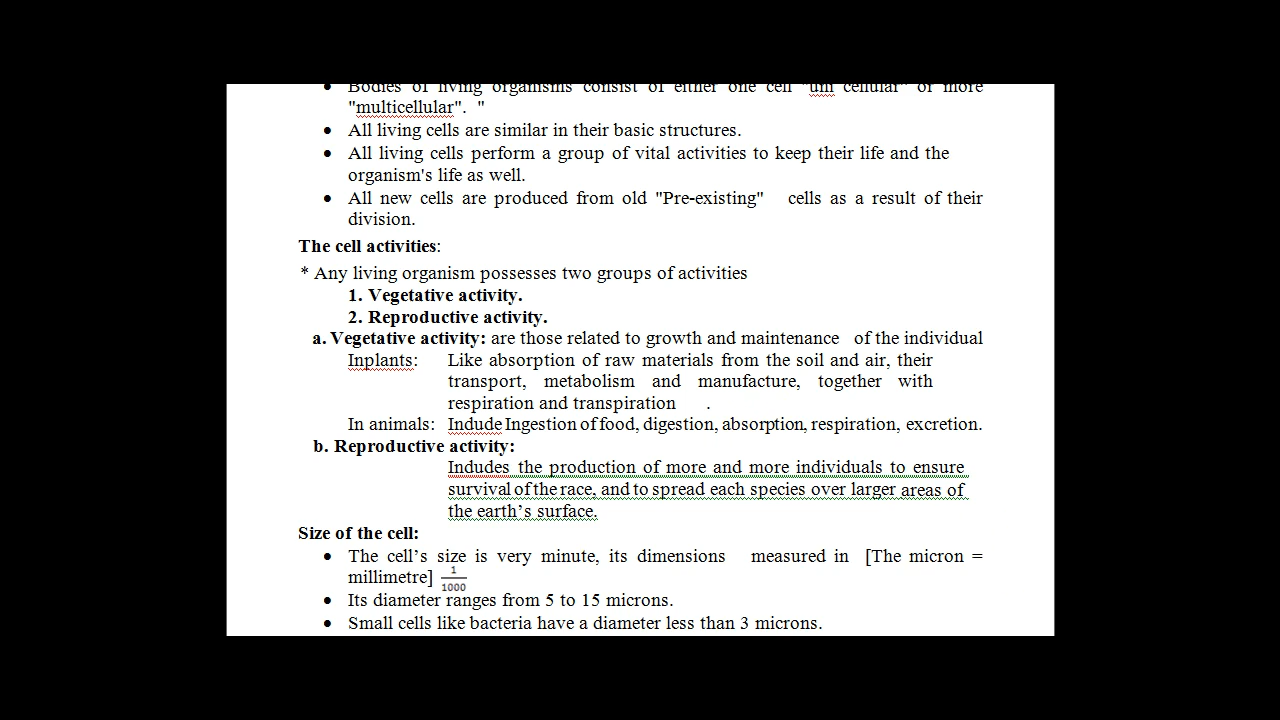 • Bodies of living organisms consist of either one cell "um cellular" or more
"multicellular". "
• All living cells are similar in their basic structures.
• All living cells perform a group of vital activities to keep their life and the
organism's life as well.
• All new cells are produced from old "Pre-existing" cells as a result of their
division.
The cell activities:
* Any living organism possesses two groups of activities
1. Vegetative activity.
2. Reproductive activity.
a. Vegetative activity: are those related to growth and maintenance of the individual
Inplants: Like absorption of raw materials from the soil and air, their
transport, metabolism and manufacture, together with
respiration and transpiration .
In animals: Indude Ingestion of food, digestion, absorption, respiration, excretion.
b. Reproductive activity:
Indudes the production of more and more individuals to ensure
survival of the race, and to spread each species over larger areas of
the earth's surface.
Size of the cell:
• The cell's size is very minute, its dimensions measured in [The micron =
millimetre] 1/1000
• Its diameter ranges from 5 to 15 microns.
• Small cells like bacteria have a diameter less than 3 microns.